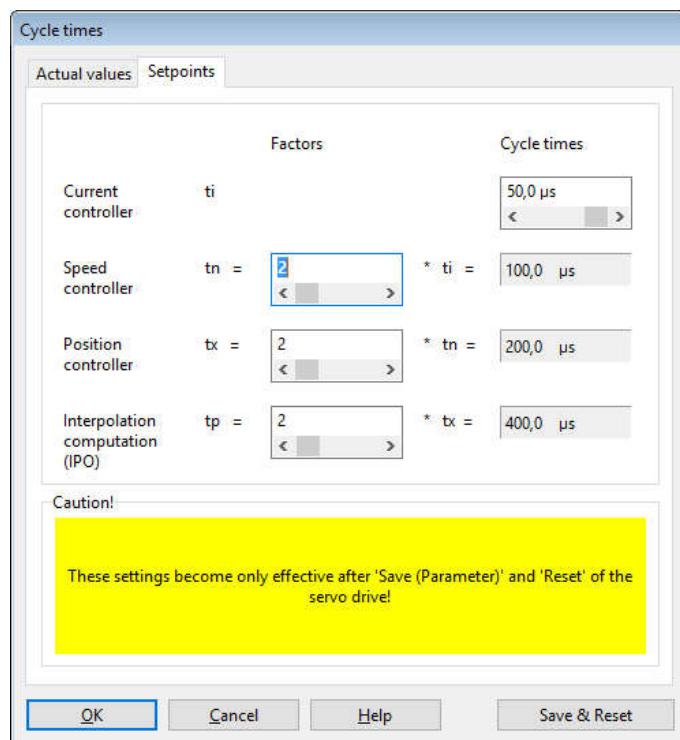 Cycle times
Actual values Setpoints
Factors Cycle times
Current controller ti 50,0 µs
Speed controller tn = 2 * ti = 100,0 µs
Position controller tx = 2 * tn = 200,0 µs
Interpolation computation (IPO) tp = 2 * tx = 400,0 µs
Caution!
These settings become only effective after 'Save (Parameter)' and 'Reset' of the
servo drive!
OK Cancel Help Save & Reset